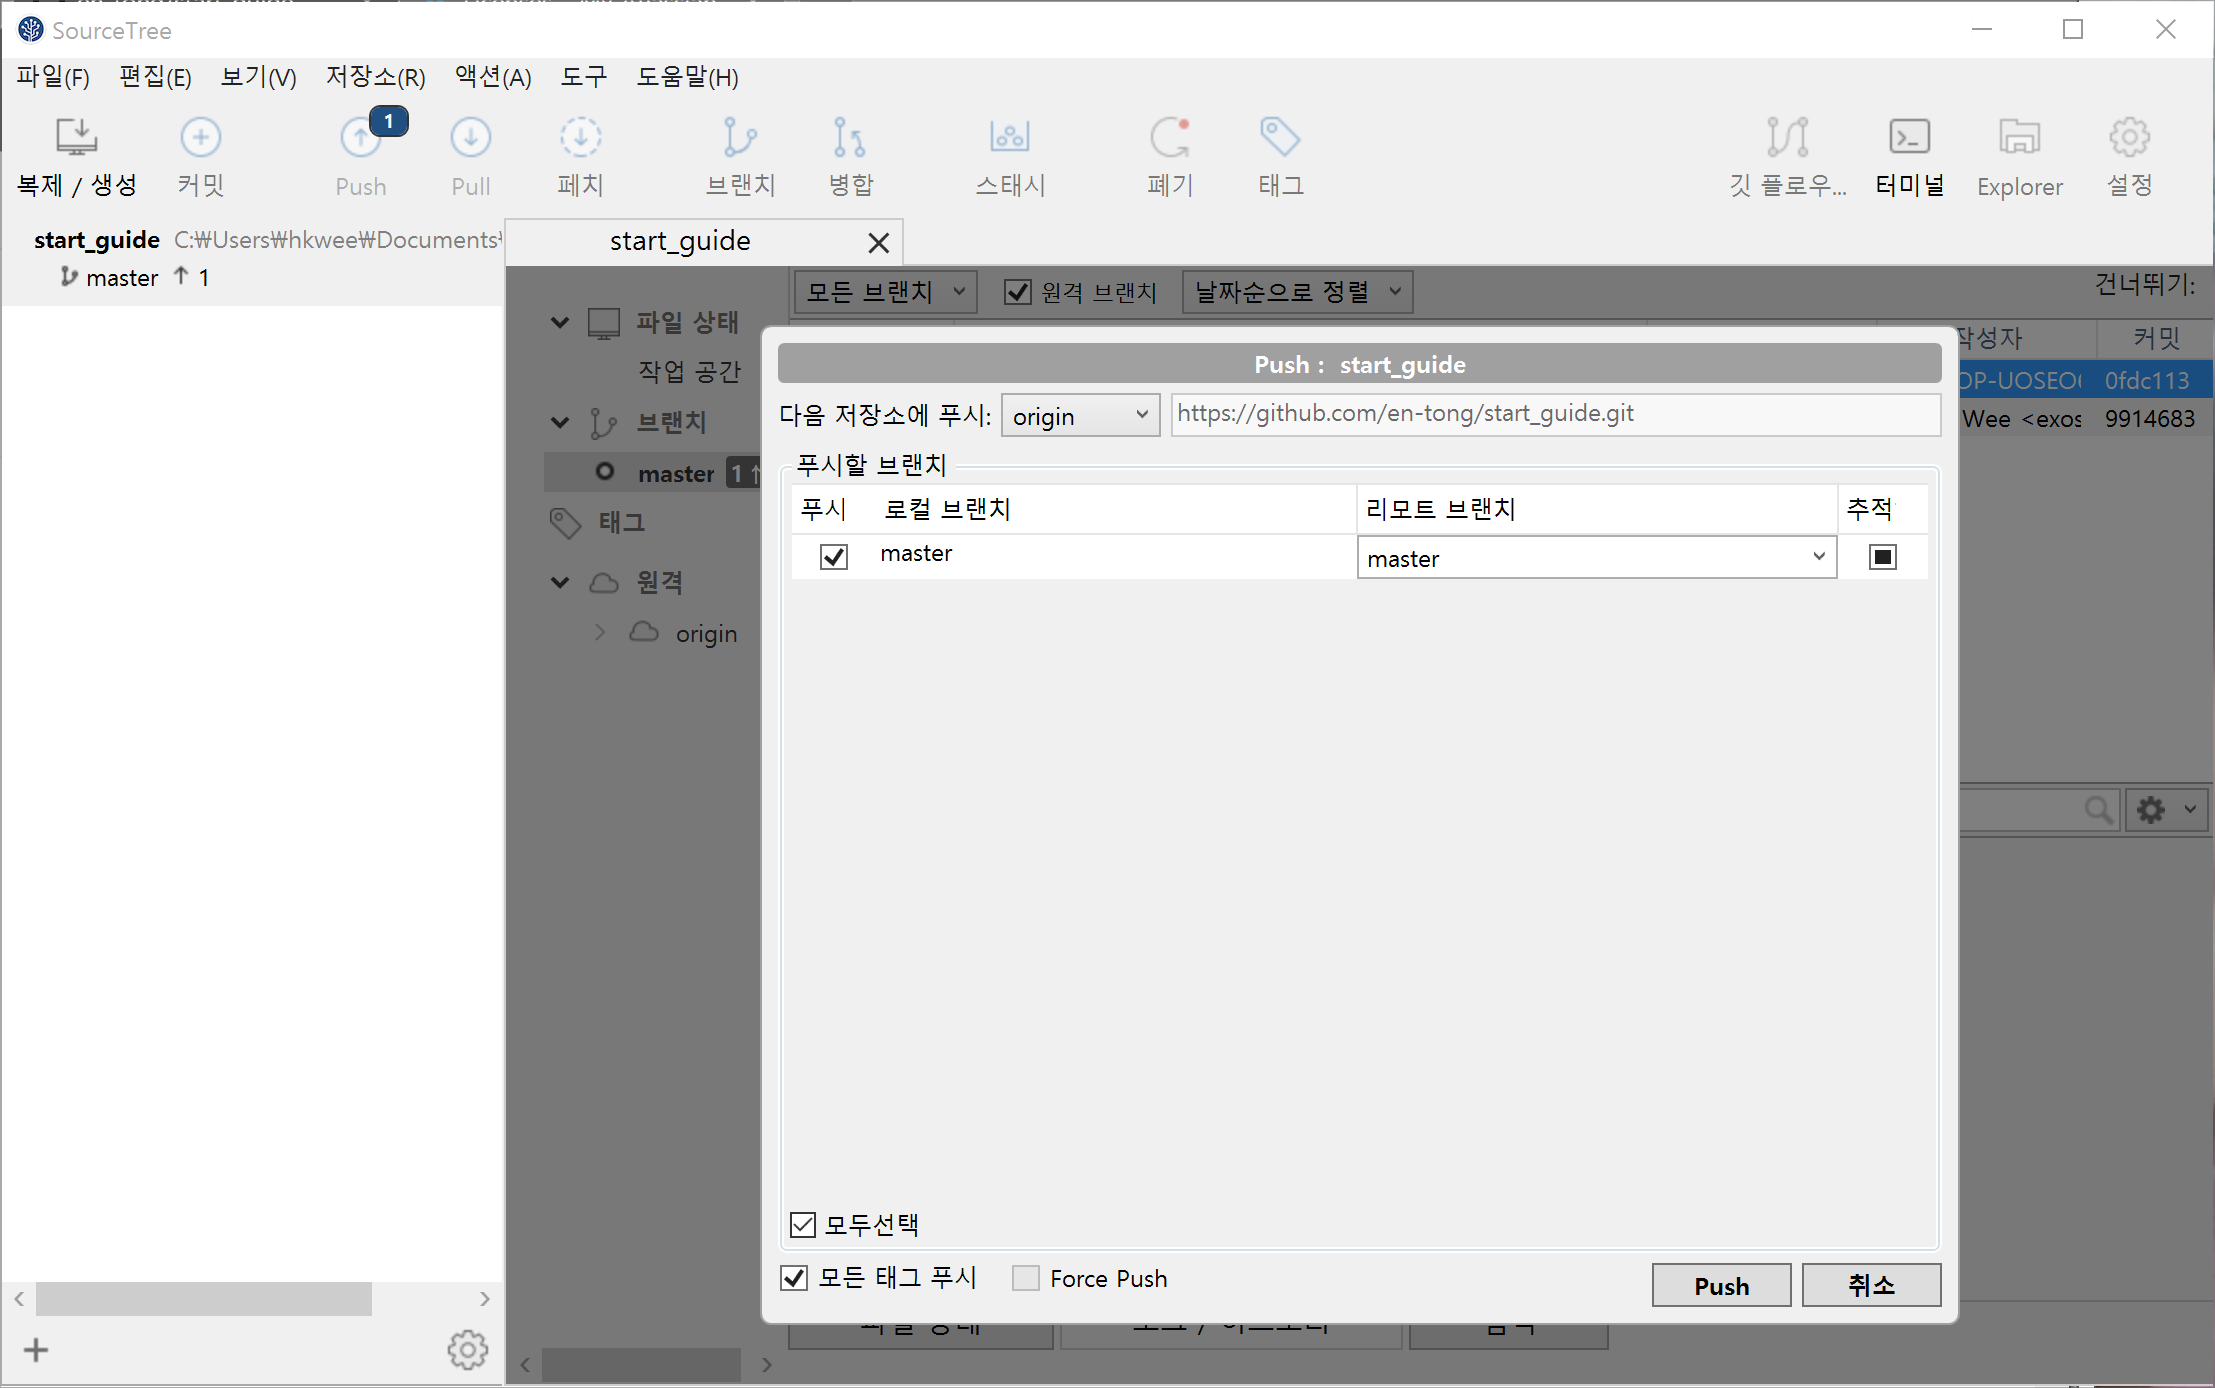 SourceTree
파일(F) 편집(E) 보기(V) 저장소(R) 액션(A) 도구 도움말(H)
1
복제 / 생성 커밋 Push Pull 페치 브랜치 병합 스태시 폐기 태그 깃 플로우... 터미널 Explorer 설정
start_guide C:₩Users₩hkwee₩Documents₩
master ↑ 1
start_guide
모든 브랜치 원격 브랜치 날짜순으로 정렬 건너뛰기:
파일 상태
작업 공간
브랜치
master 1↑
태그
원격
origin
작성자 커밋
OP-UOSEO 0fdc113
Wee <exos 9914683
Push : start_guide
다음 저장소에 푸시: origin https://github.com/en-tong/start_guide.git
푸시할 브랜치
푸시 로컬 브랜치 리모트 브랜치 추적
master master
모두선택
모든 태그 푸시 Force Push Push 취소